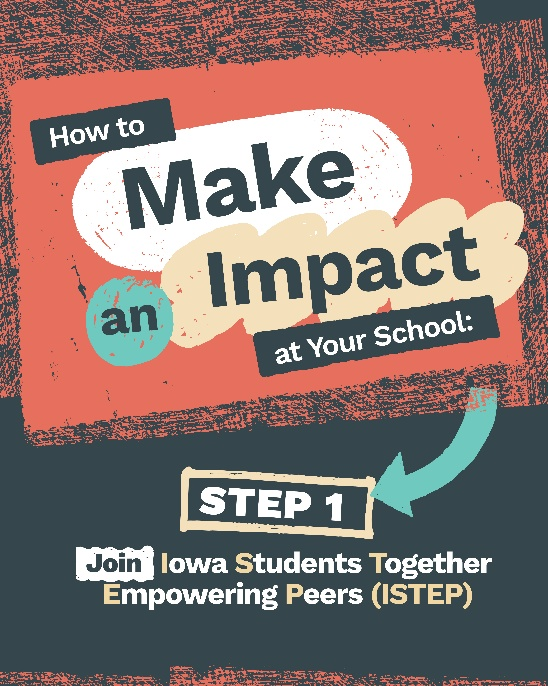 How to
Make
an Impact
at Your School:
STEP 1
Join Iowa Students Together
Empowering Peers (ISTEP)